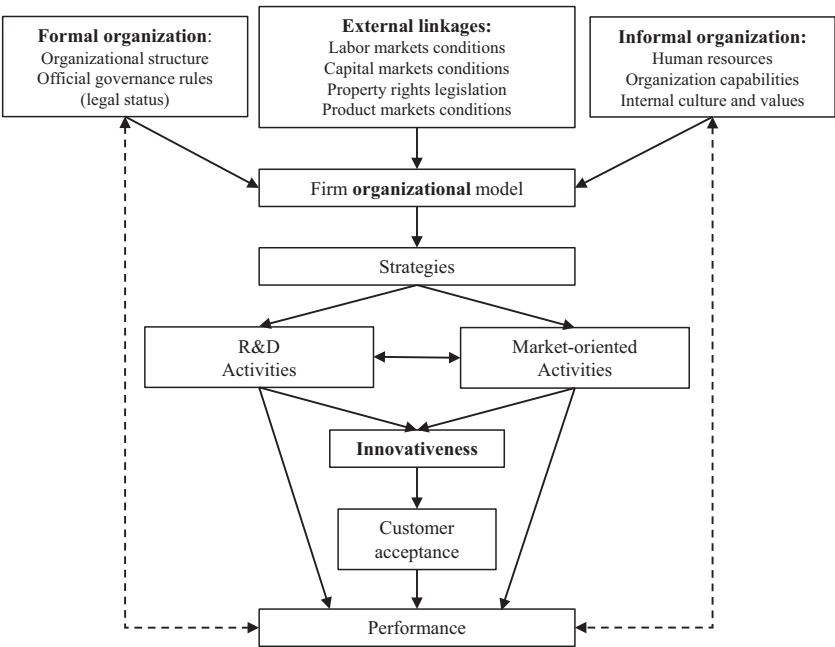 Formal organization:
Organizational structure
Official governance rules
(legal status)
External linkages:
Labor markets conditions
Capital markets conditions
Property rights legislation
Product markets conditions
Informal organization:
Human resources
Organization capabilities
Internal culture and values
Firm organizational model
Strategies
R&D
Activities
Market-oriented
Activities
Innovativeness
Customer
acceptance
Performance